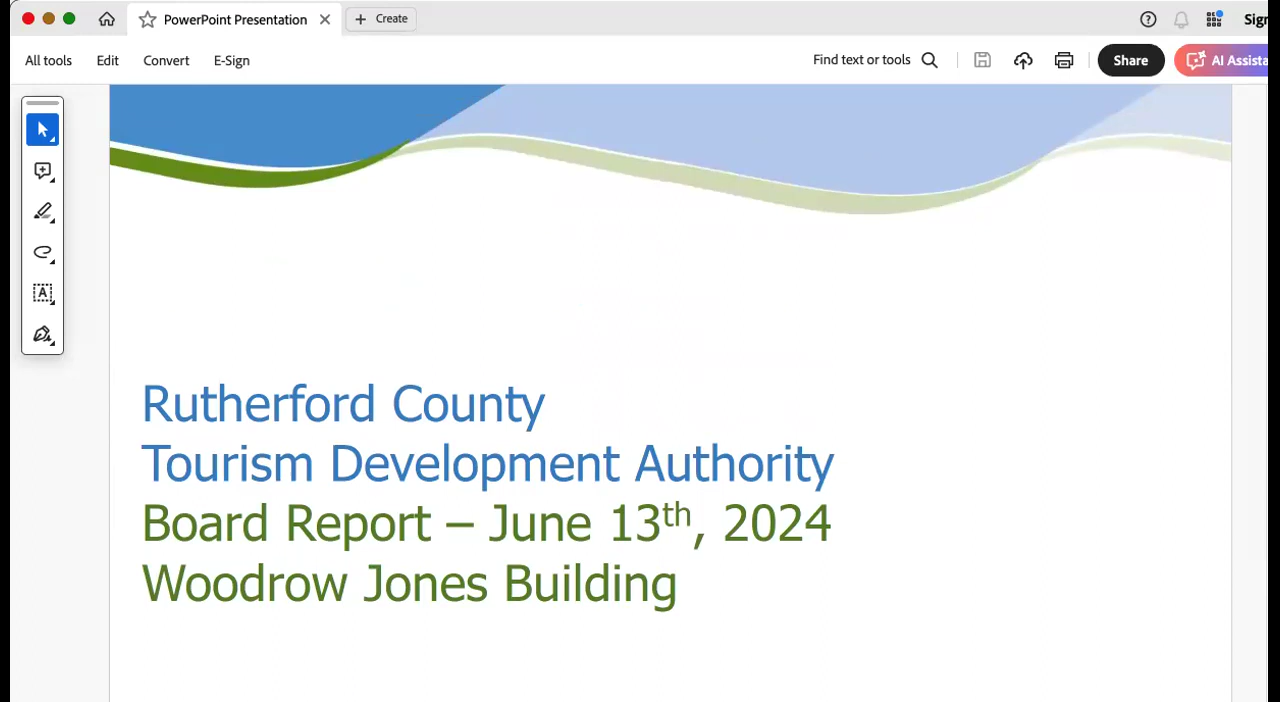 PowerPoint Presentation
Create
Sign
All tools
Edit
Convert
E-Sign
Find text or tools
Share
AI Assista
Rutherford County
Tourism Development Authority
Board Report – June 13th, 2024
Woodrow Jones Building